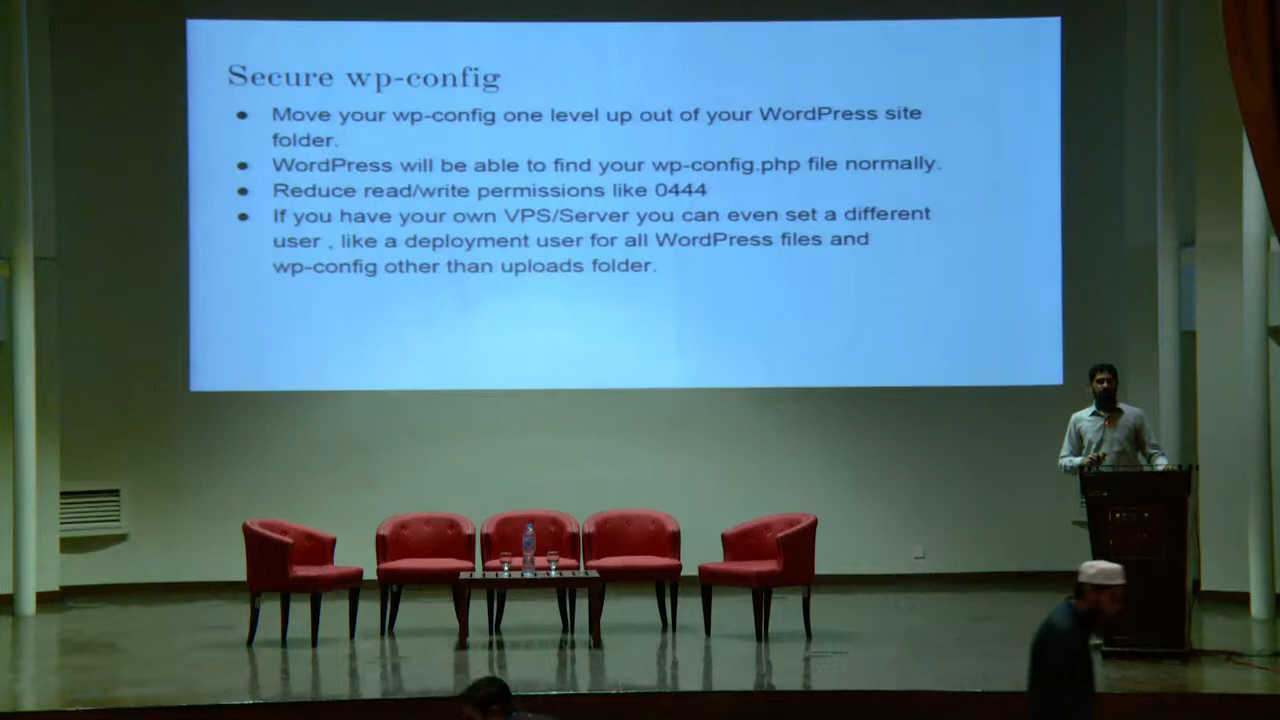 Secure wp-config
● Move your wp-config one level up out of your WordPress site
folder.
● WordPress will be able to find your wp-config.php file normally.
● Reduce read/write permissions like 0444
● If you have your own VPS/Server you can even set a different
user , like a deployment user for all WordPress files and
wp-config other than uploads folder.